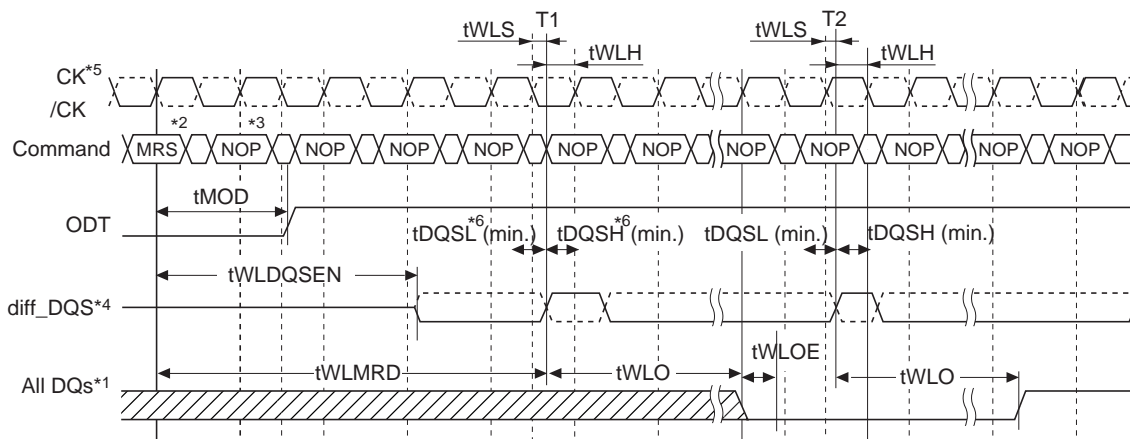 T1 T2
tWLS tWLS
tWLH tWLH
CK*5
/CK
*2 *3
Command MRS NOP NOP NOP NOP NOP NOP NOP NOP NOP NOP NOP
tMOD
ODT
tDQSL*6 (min.) tDQSH*6 (min.) tDQSL (min.) tDQSH (min.)
tWLDQSEN
diff_DQS*4
tWLOE
tWLMRD tWLO tWLO
All DQs*1